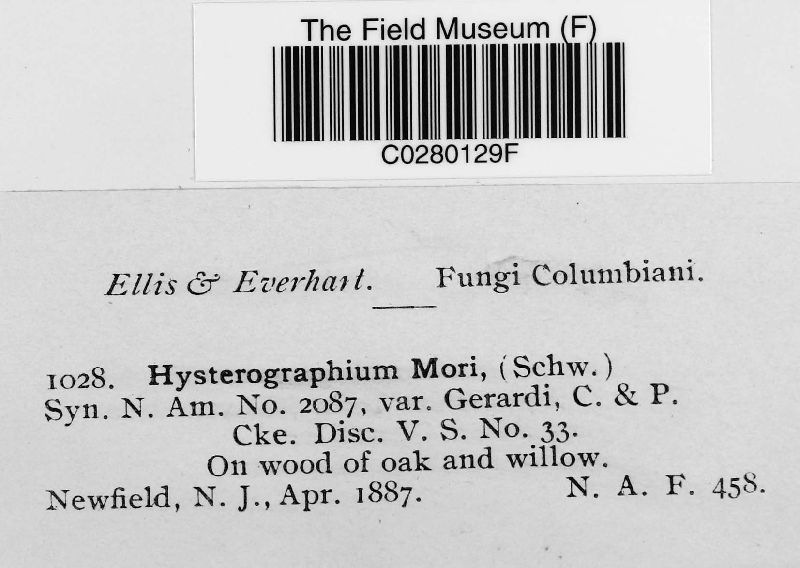 The Field Museum (F)
C0280129F
Ellis & Everhart. Fungi Columbiani.
1028. Hysterographium Mori, (Schw.)
Syn. N. Am. No. 2087, var. Gerardi, C. & P.
Cke. Disc. V. S. No. 33.
On wood of oak and willow.
Newfield, N. J., Apr. 1887. N. A. F. 458.